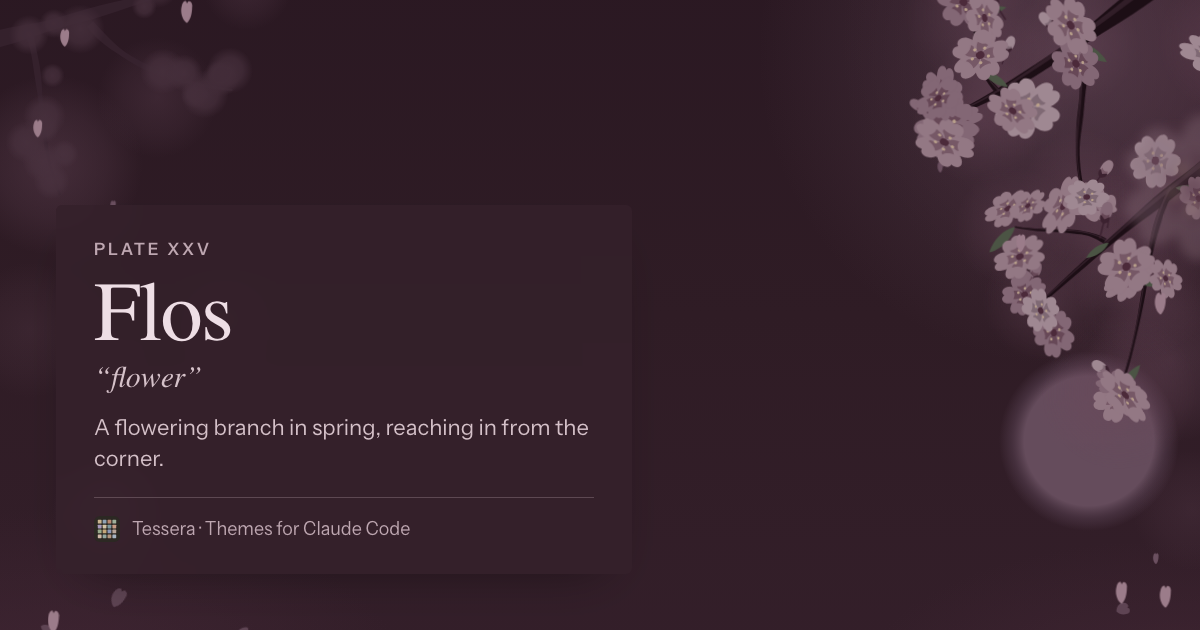 PLATE XXV
Flos
“flower”
A flowering branch in spring, reaching in from the
corner.
Tessera · Themes for Claude Code